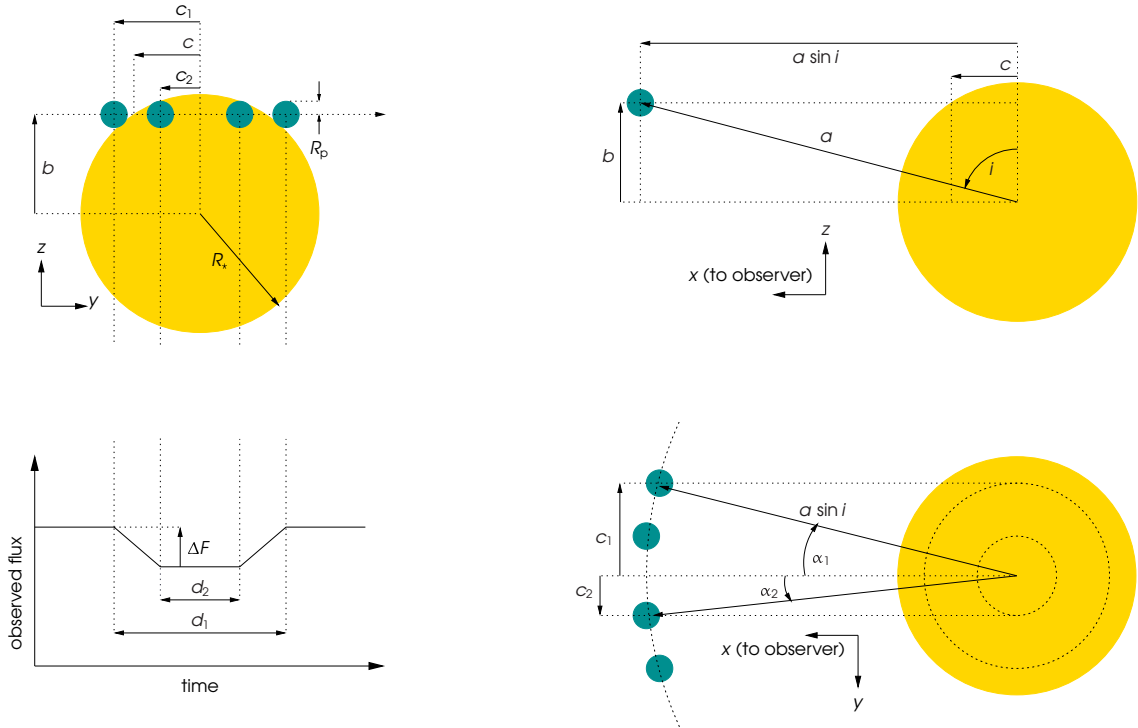 c₁
c
c₂
b
Rₚ
R⋆
z
y
a sin i
c
b
a
i
z
x (to observer)
observed flux
ΔF
d₂
d₁
time
a sin i
c₁
α₁
c₂
α₂
x (to observer)
y